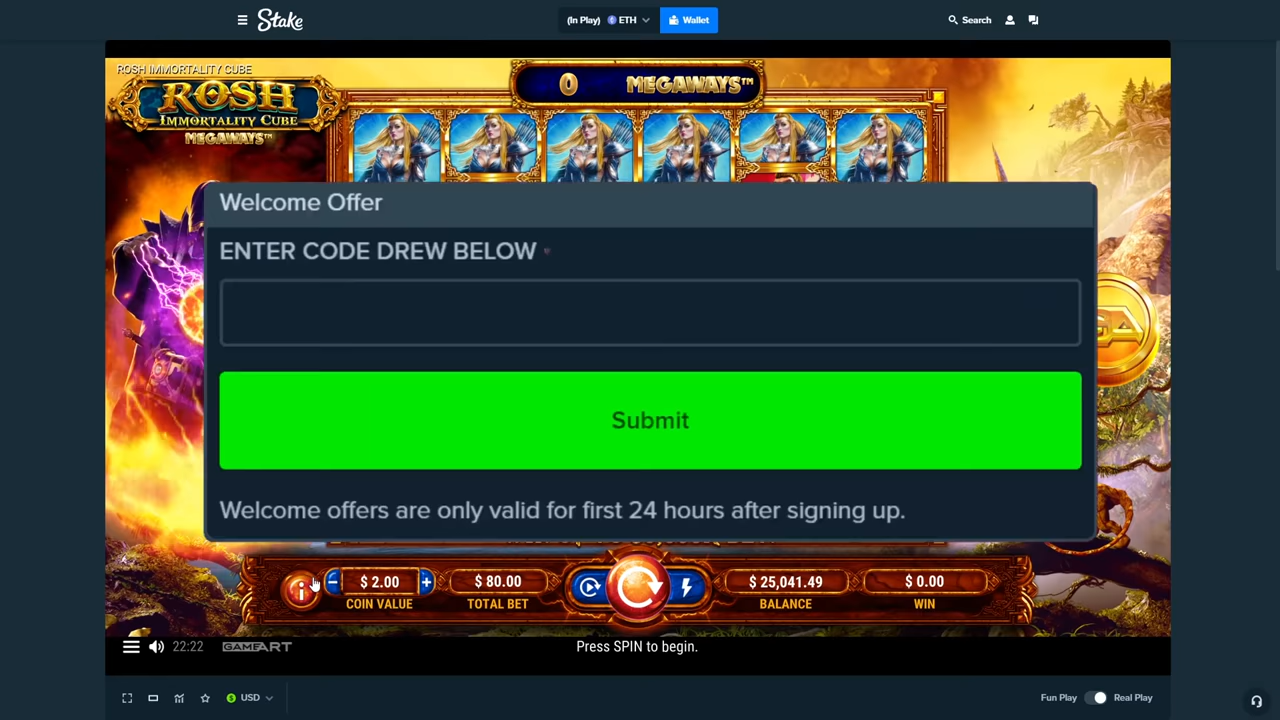 Stake
(In Play) ETH
Wallet
Search
ROSH IMMORTALITY CUBE
ROSH
IMMORTALITY CUBE
MEGAWAYS™
0 MEGAWAYS™
Welcome Offer
ENTER CODE DREW BELOW
Submit
Welcome offers are only valid for first 24 hours after signing up.
$ 2.00
COIN VALUE
$ 80.00
TOTAL BET
$ 25,041.49
BALANCE
$ 0.00
WIN
22:22
GAMEART
Press SPIN to begin.
USD
Fun Play
Real Play